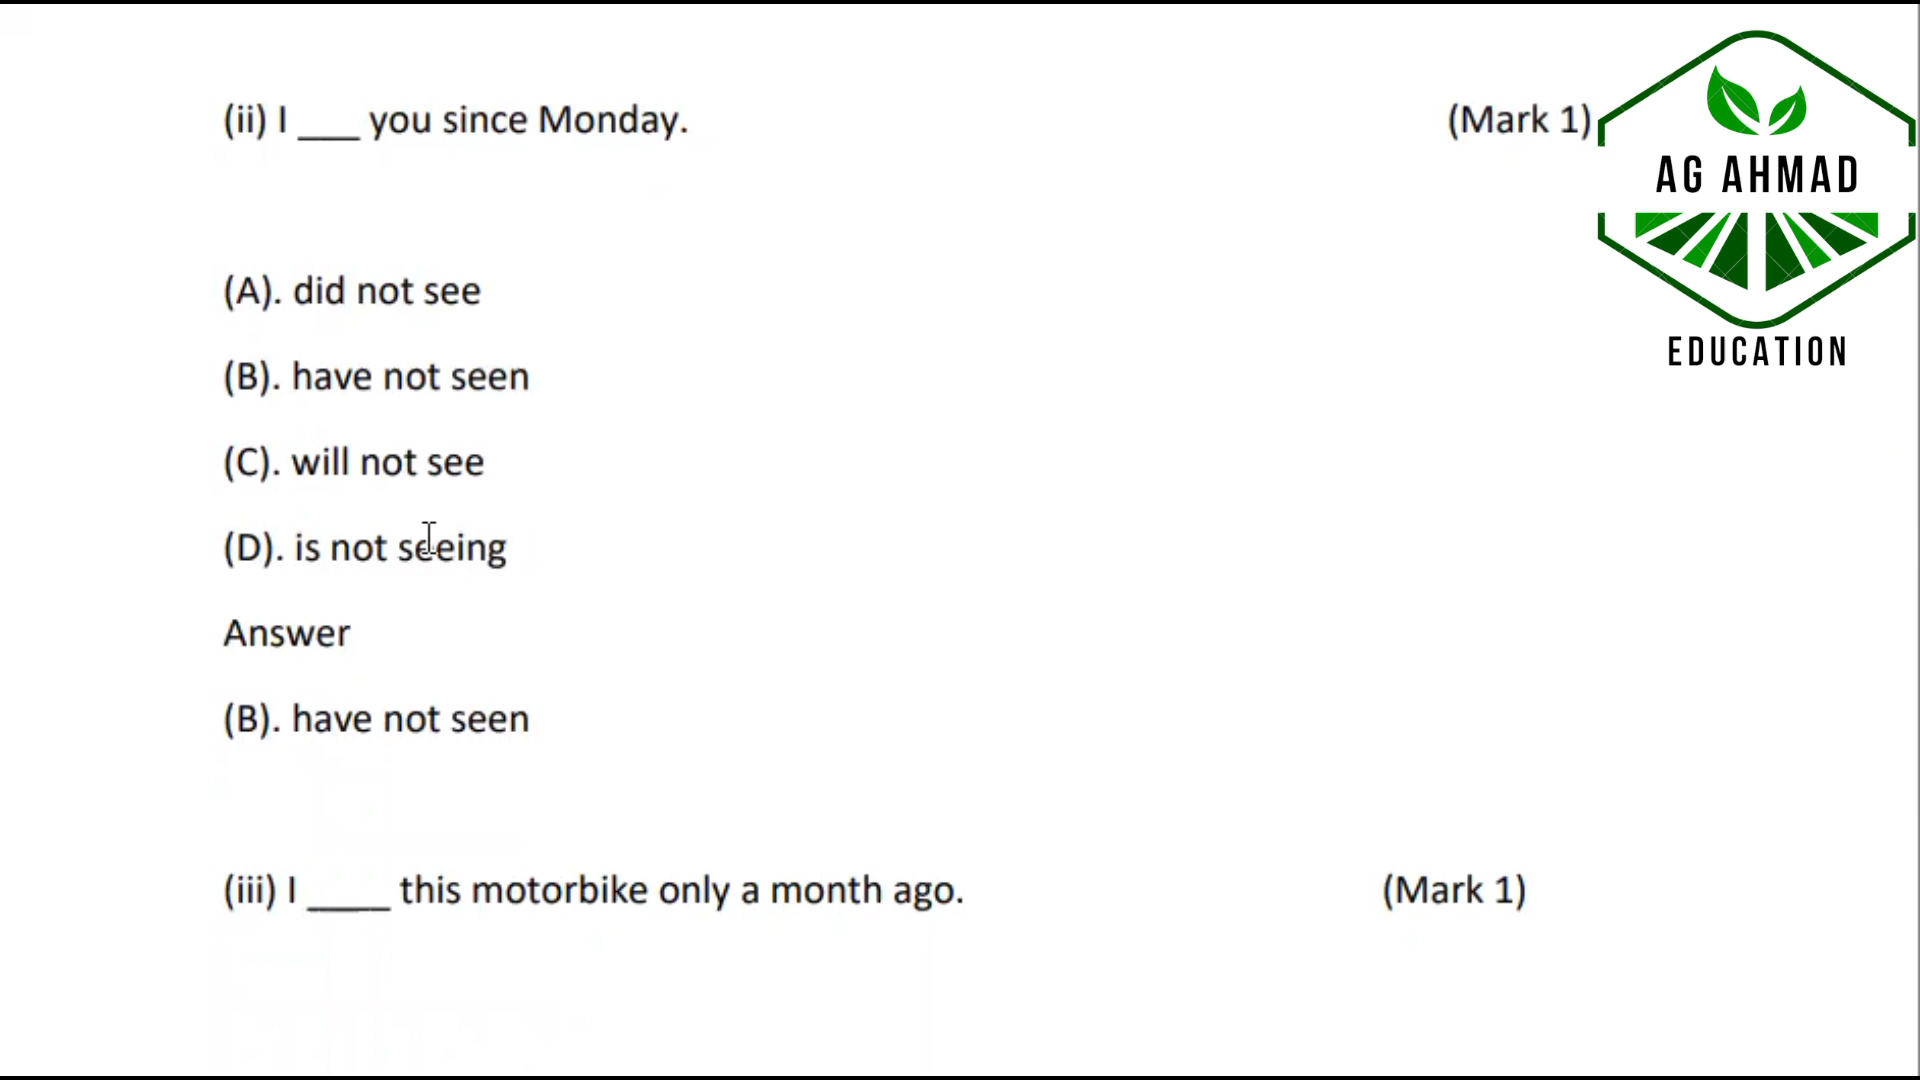 (ii) I ___ you since Monday. (Mark 1)
AG AHMAD
EDUCATION
(A). did not see
(B). have not seen
(C). will not see
(D). is not seeing
Answer
(B). have not seen
(iii) I ____ this motorbike only a month ago. (Mark 1)